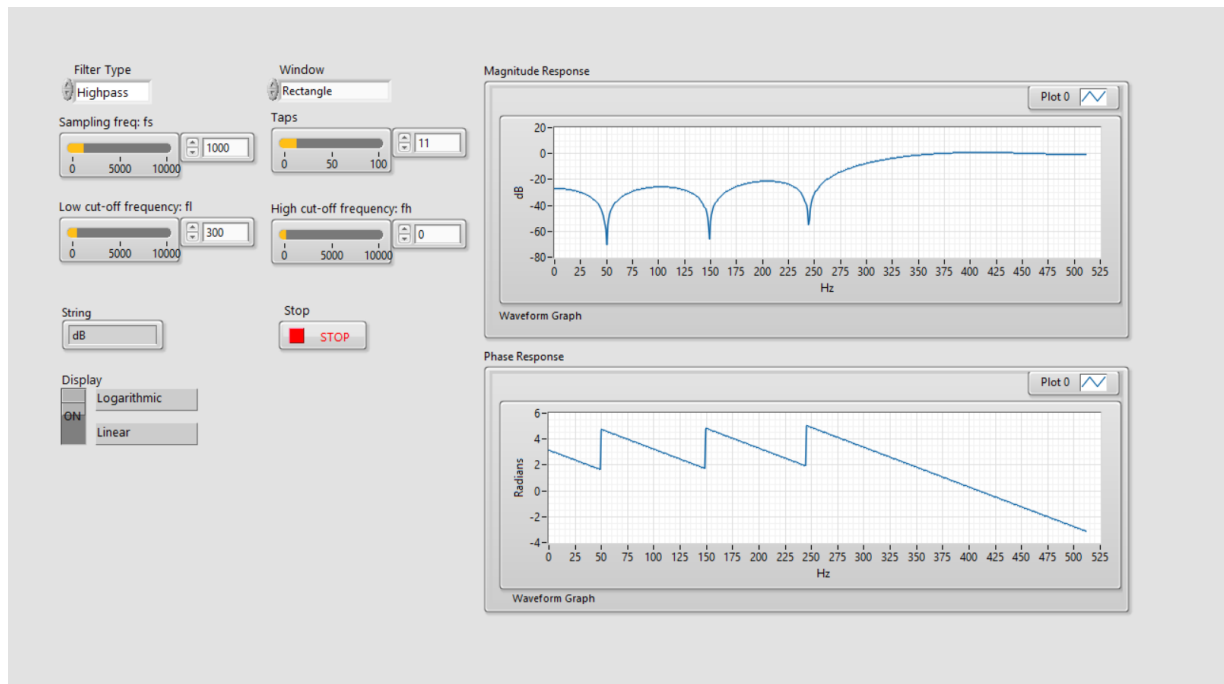 Filter Type
Highpass
Window
Rectangle
Sampling freq: fs
1000
0 5000 10000
Taps
11
0 50 100
Low cut-off frequency: fl
300
0 5000 10000
High cut-off frequency: fh
0
0 5000 10000
String
dB
Stop
STOP
Display
ON
Logarithmic
Linear
Magnitude Response
Plot 0
20
0
-20
-40
-60
-80
dB
0 25 50 75 100 125 150 175 200 225 250 275 300 325 350 375 400 425 450 475 500 525
Hz
Waveform Graph
Phase Response
Plot 0
6
4
2
0
-2
-4
Radians
0 25 50 75 100 125 150 175 200 225 250 275 300 325 350 375 400 425 450 475 500 525
Hz
Waveform Graph